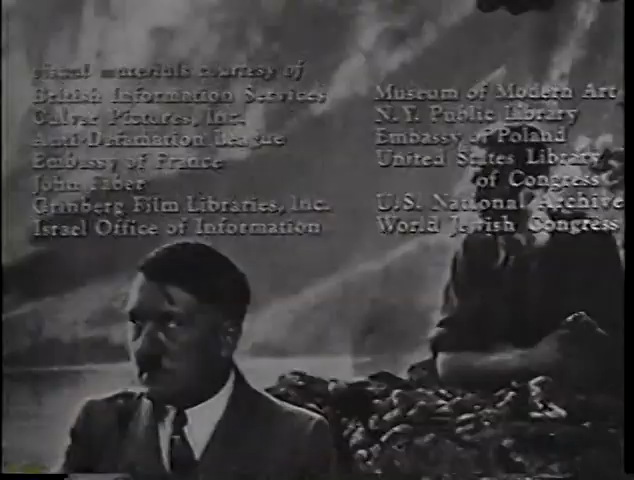 visual materials courtesy of
British Information Services
Culver Pictures, Inc.
Anti-Defamation League
Embassy of France
John Faber
Granberg Film Libraries, Inc.
Israel Office of Information
Museum of Modern Art
N.Y. Public Library
Embassy of Poland
United States Library
of Congress
U.S. National Archive
World Jewish Congress